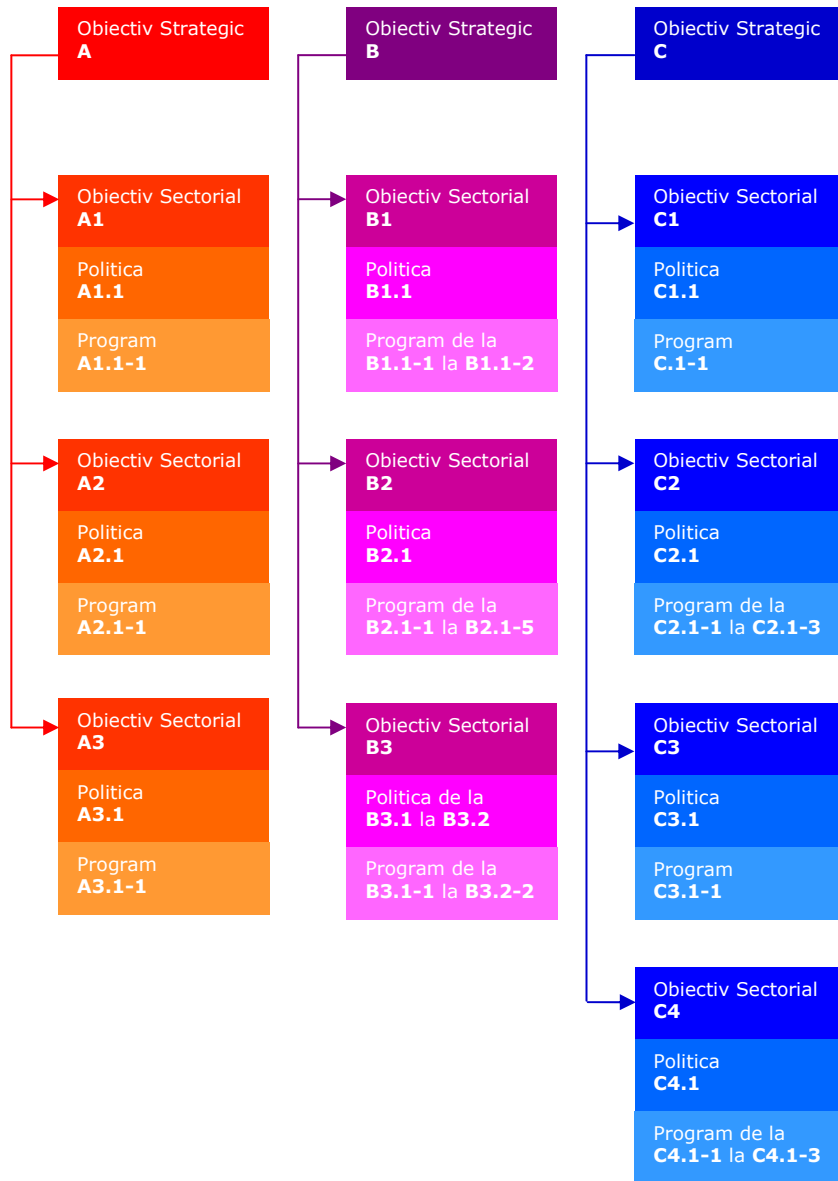 Obiectiv Strategic
A
Obiectiv Sectorial
A1
Politica
A1.1
Program
A1.1-1
Obiectiv Sectorial
A2
Politica
A2.1
Program
A2.1-1
Obiectiv Sectorial
A3
Politica
A3.1
Program
A3.1-1
Obiectiv Strategic
B
Obiectiv Sectorial
B1
Politica
B1.1
Program de la
B1.1-1 la B1.1-2
Obiectiv Sectorial
B2
Politica
B2.1
Program de la
B2.1-1 la B2.1-5
Obiectiv Sectorial
B3
Politica de la
B3.1 la B3.2
Program de la
B3.1-1 la B3.2-2
Obiectiv Strategic
C
Obiectiv Sectorial
C1
Politica
C1.1
Program
C.1-1
Obiectiv Sectorial
C2
Politica
C2.1
Program de la
C2.1-1 la C2.1-3
Obiectiv Sectorial
C3
Politica
C3.1
Program
C3.1-1
Obiectiv Sectorial
C4
Politica
C4.1
Program de la
C4.1-1 la C4.1-3